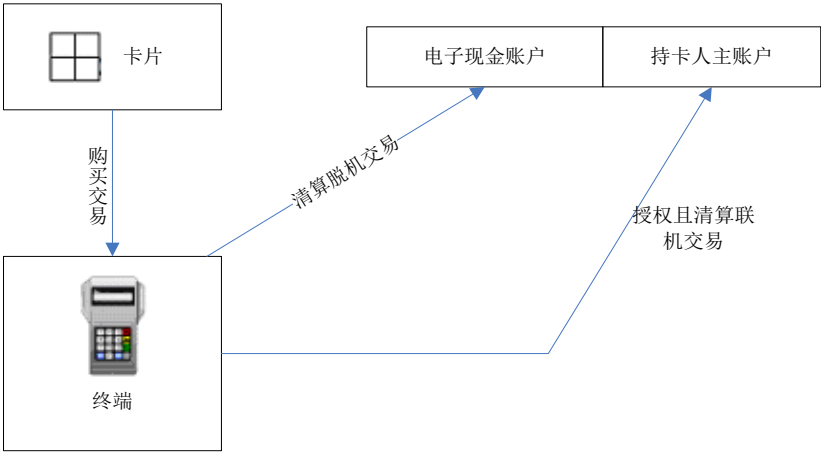 卡片
电子现金账户
持卡人主账户
购买交易
清算脱机交易
授权且清算联
机交易
终端